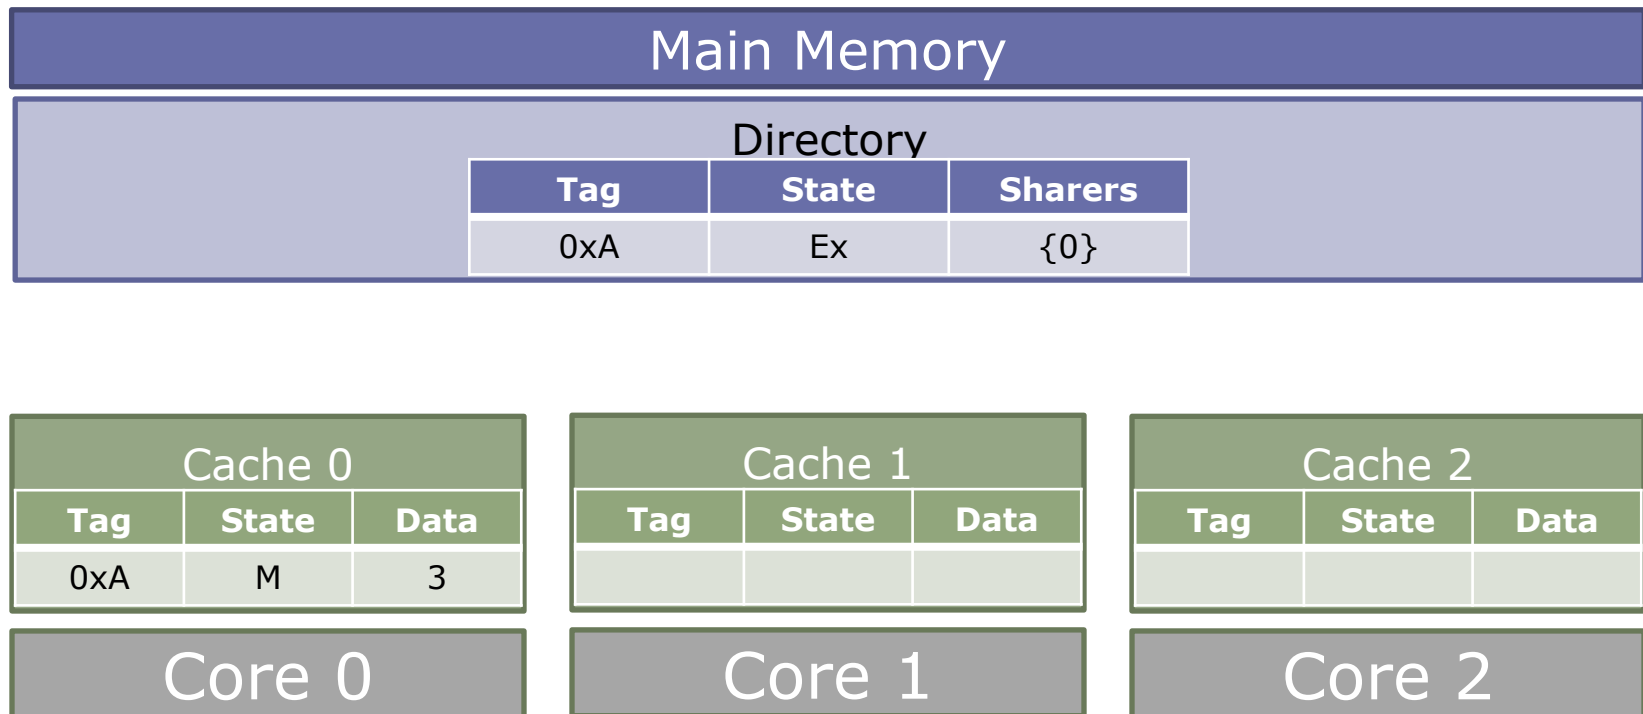 Main Memory
Directory
Tag State Sharers
0xA Ex {0}
Cache 0 Cache 1 Cache 2
Tag State Data Tag State Data Tag State Data
0xA M 3
Core 0 Core 1 Core 2